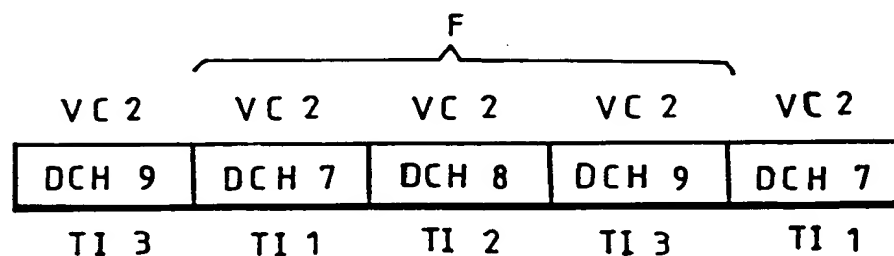 F
VC 2 VC 2 VC 2 VC 2 VC 2
DCH 9 DCH 7 DCH 8 DCH 9 DCH 7
TI 3 TI 1 TI 2 TI 3 TI 1